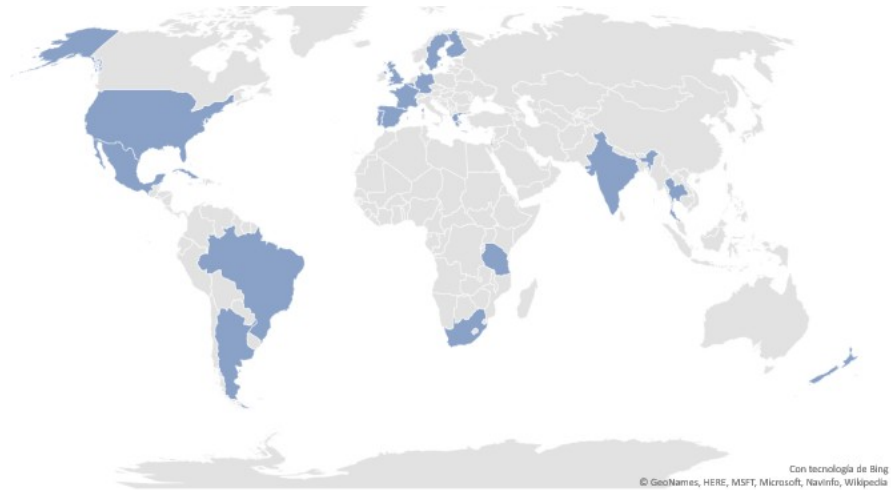 Con tecnología de Bing
© GeoNames, HERE, MSFT, Microsoft, NavInfo, Wikipedia